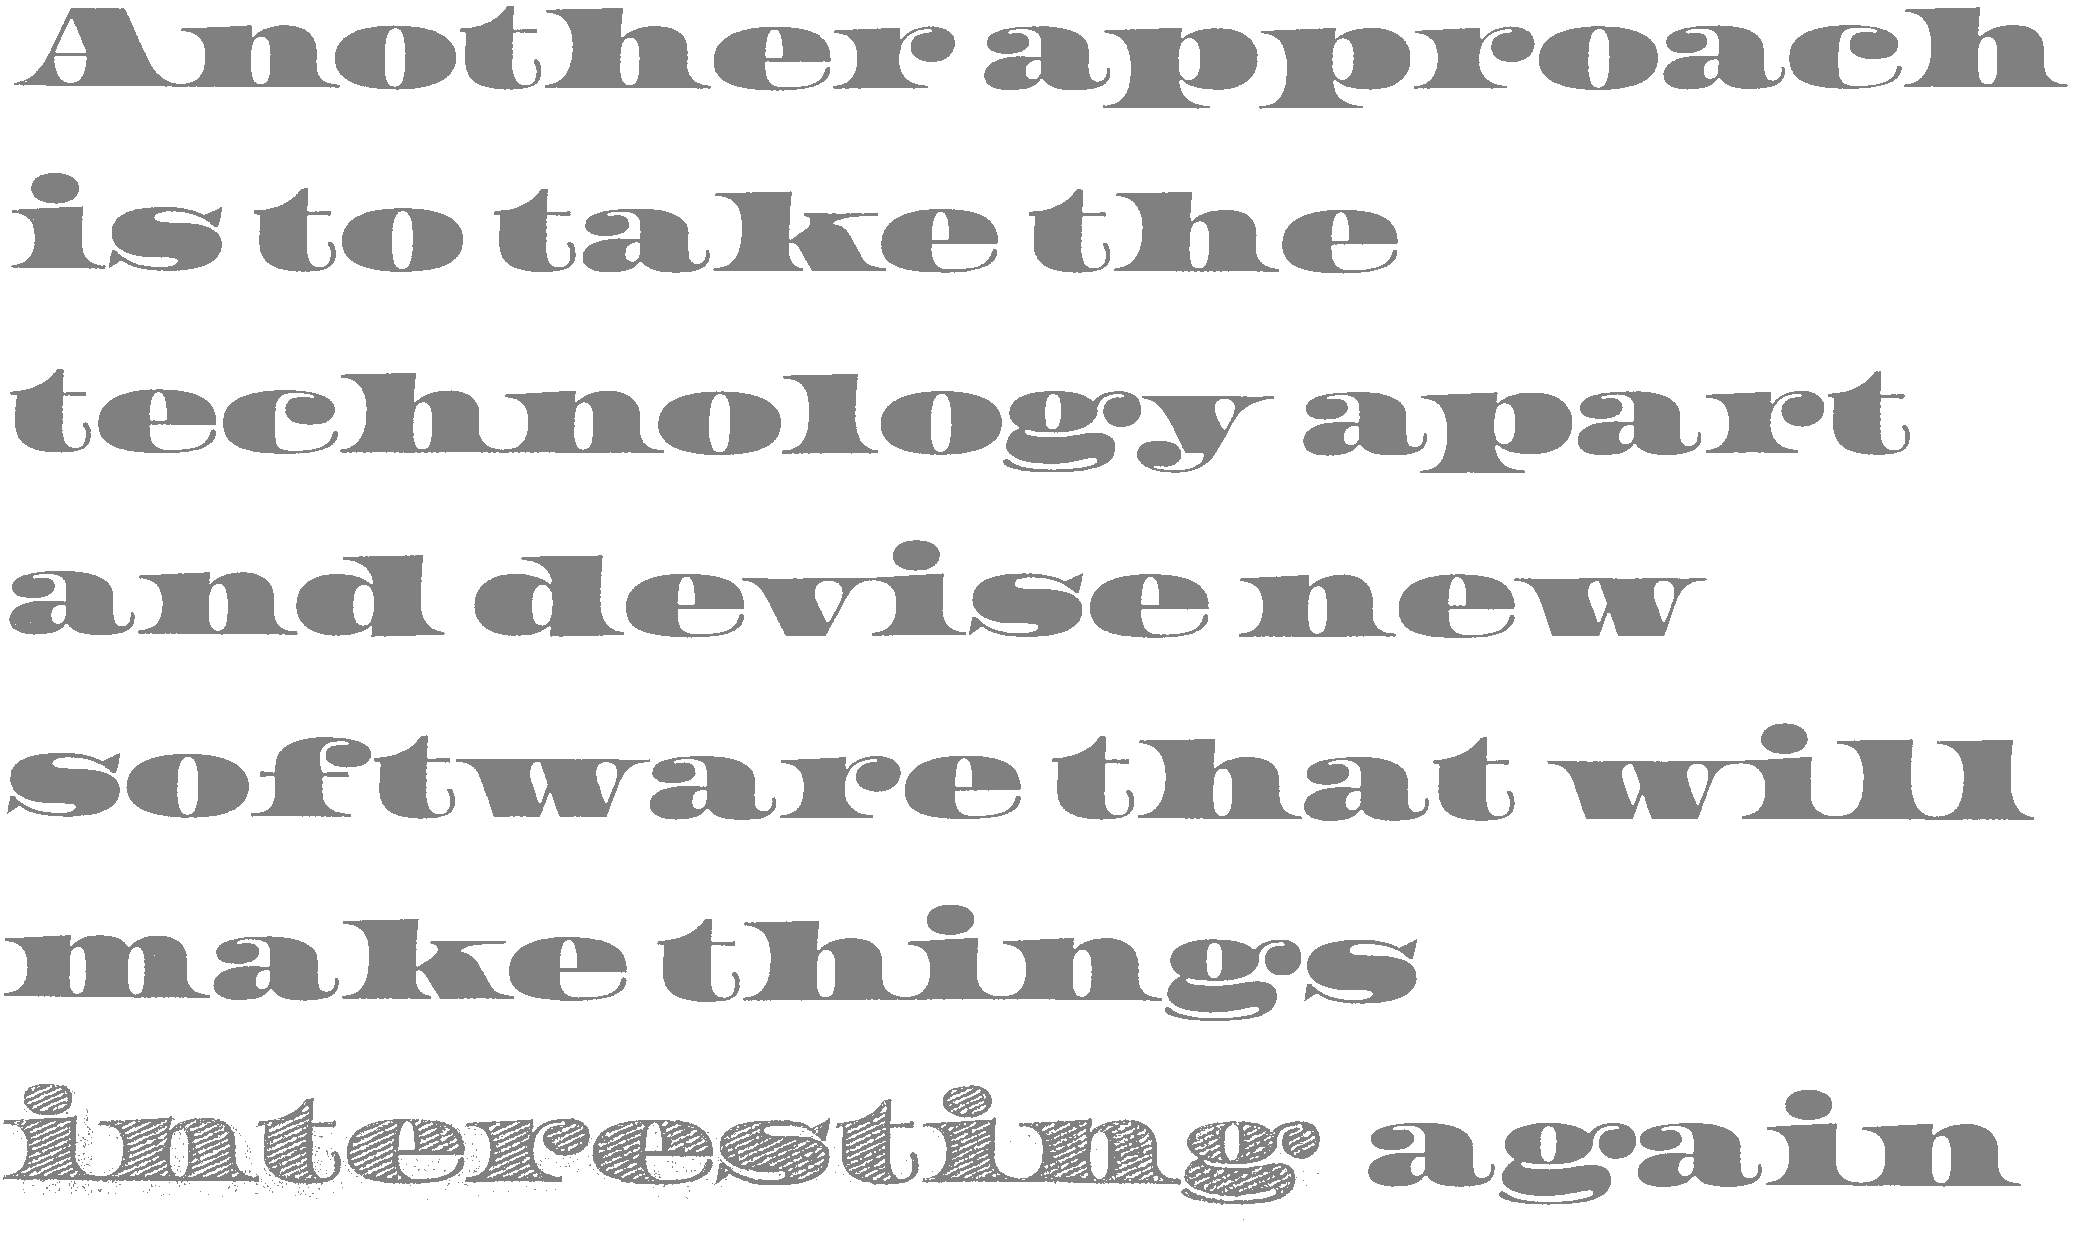 Another approach
is to take the
technology apart
and devise new
software that will
make things
interesting again